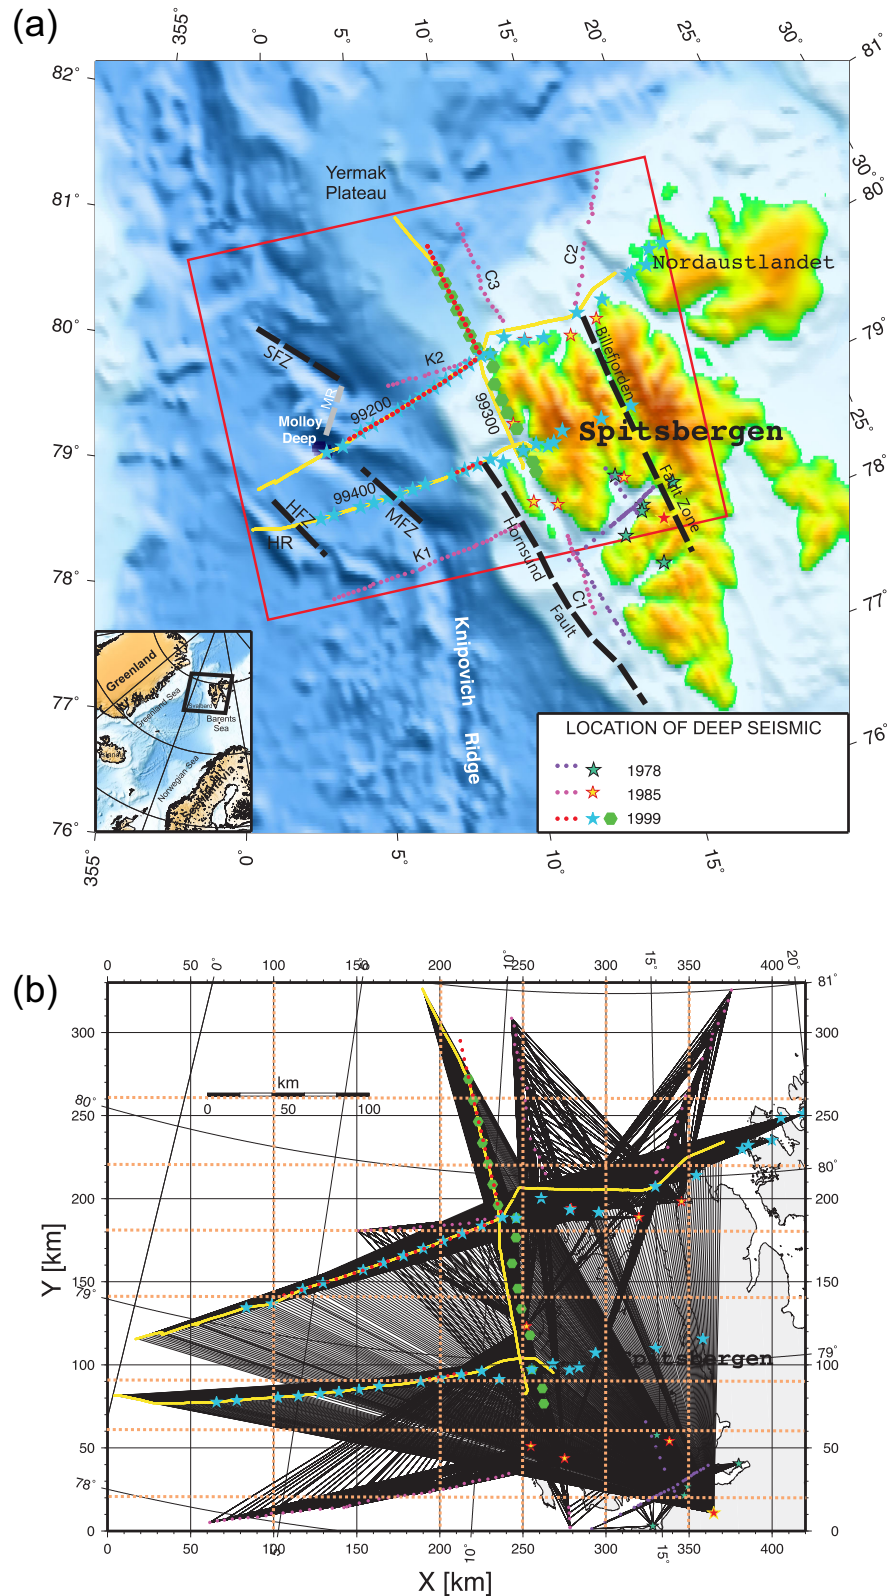 (a)
355°
0°
5°
15°
20°
25°
30°
81°
82°
81°
80°
79°
78°
77°
76°
30°
80°
79°
25°
78°
77°
76°
Yermak
Plateau
C3
C2
Nordaustlandet
SFZ
MR
K2
Billefjorden
99200
Molloy
Deep
99300
Spitsbergen
99400
Fault Zone
HFZ
MFZ
HR
K1
Hornsund
Fault
C1
Knipovich
Ridge
Greenland
Greenland Sea
Svalbard
Barents
Sea
Norwegian Sea
LOCATION OF DEEP SEISMIC
1978
1985
1999
355°
0°
5°
10°
15°
(b)
0
50
0°
100
150
5°
200
10°
250
300
15°
350
400
20°
81°
300
250
200
150
100
50
0
80°
79°
78°
300
250
80°
200
150
79°
100
50
0
km
0
50
100
Spitsbergen
Y [km]
0
50
100
5°
150
200
10°
250
300
15°
350
400
X [km]